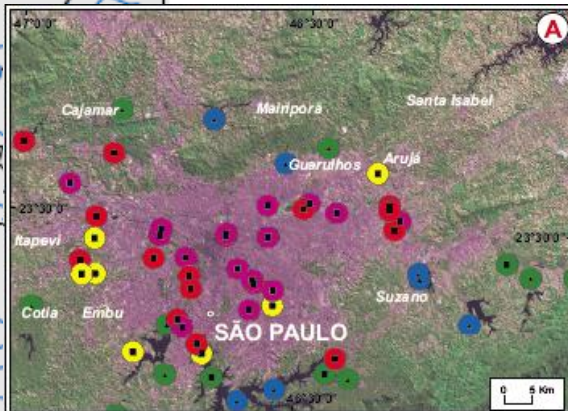 47°0'0"
46°30'0"
A
Cajamar
Mairipora
Santa Isabel
Guarulhos
Arujá
23°30'0"
Itapevi
23°30'0"
Suzano
Cotia
Embu
SÃO PAULO
46°30'0"
0 5 Km